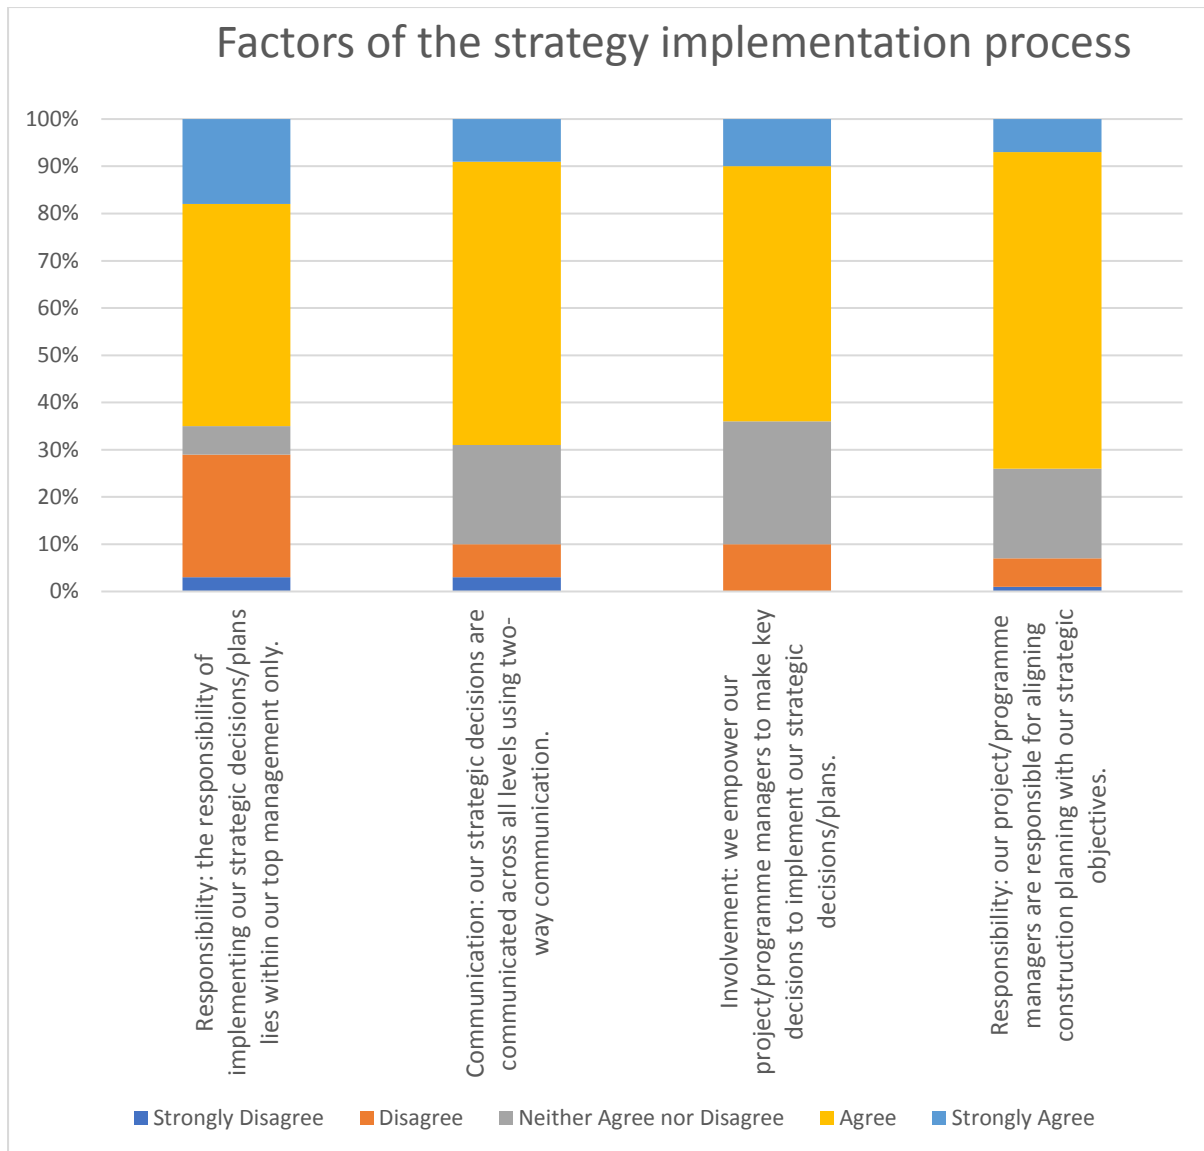 Factors of the strategy implementation process
100%
90%
80%
70%
60%
50%
40%
30%
20%
10%
0%
Responsibility: the responsibility of
implementing our strategic decisions/plans
lies within our top management only.
Communication: our strategic decisions are
communicated across all levels using two-
way communication.
Involvement: we empower our
project/programme managers to make key
decisions to implement our strategic
decisions/plans.
Responsibility: our project/programme
managers are responsible for aligning
construction planning with our strategic
objectives.
Strongly Disagree
Disagree
Neither Agree nor Disagree
Agree
Strongly Agree